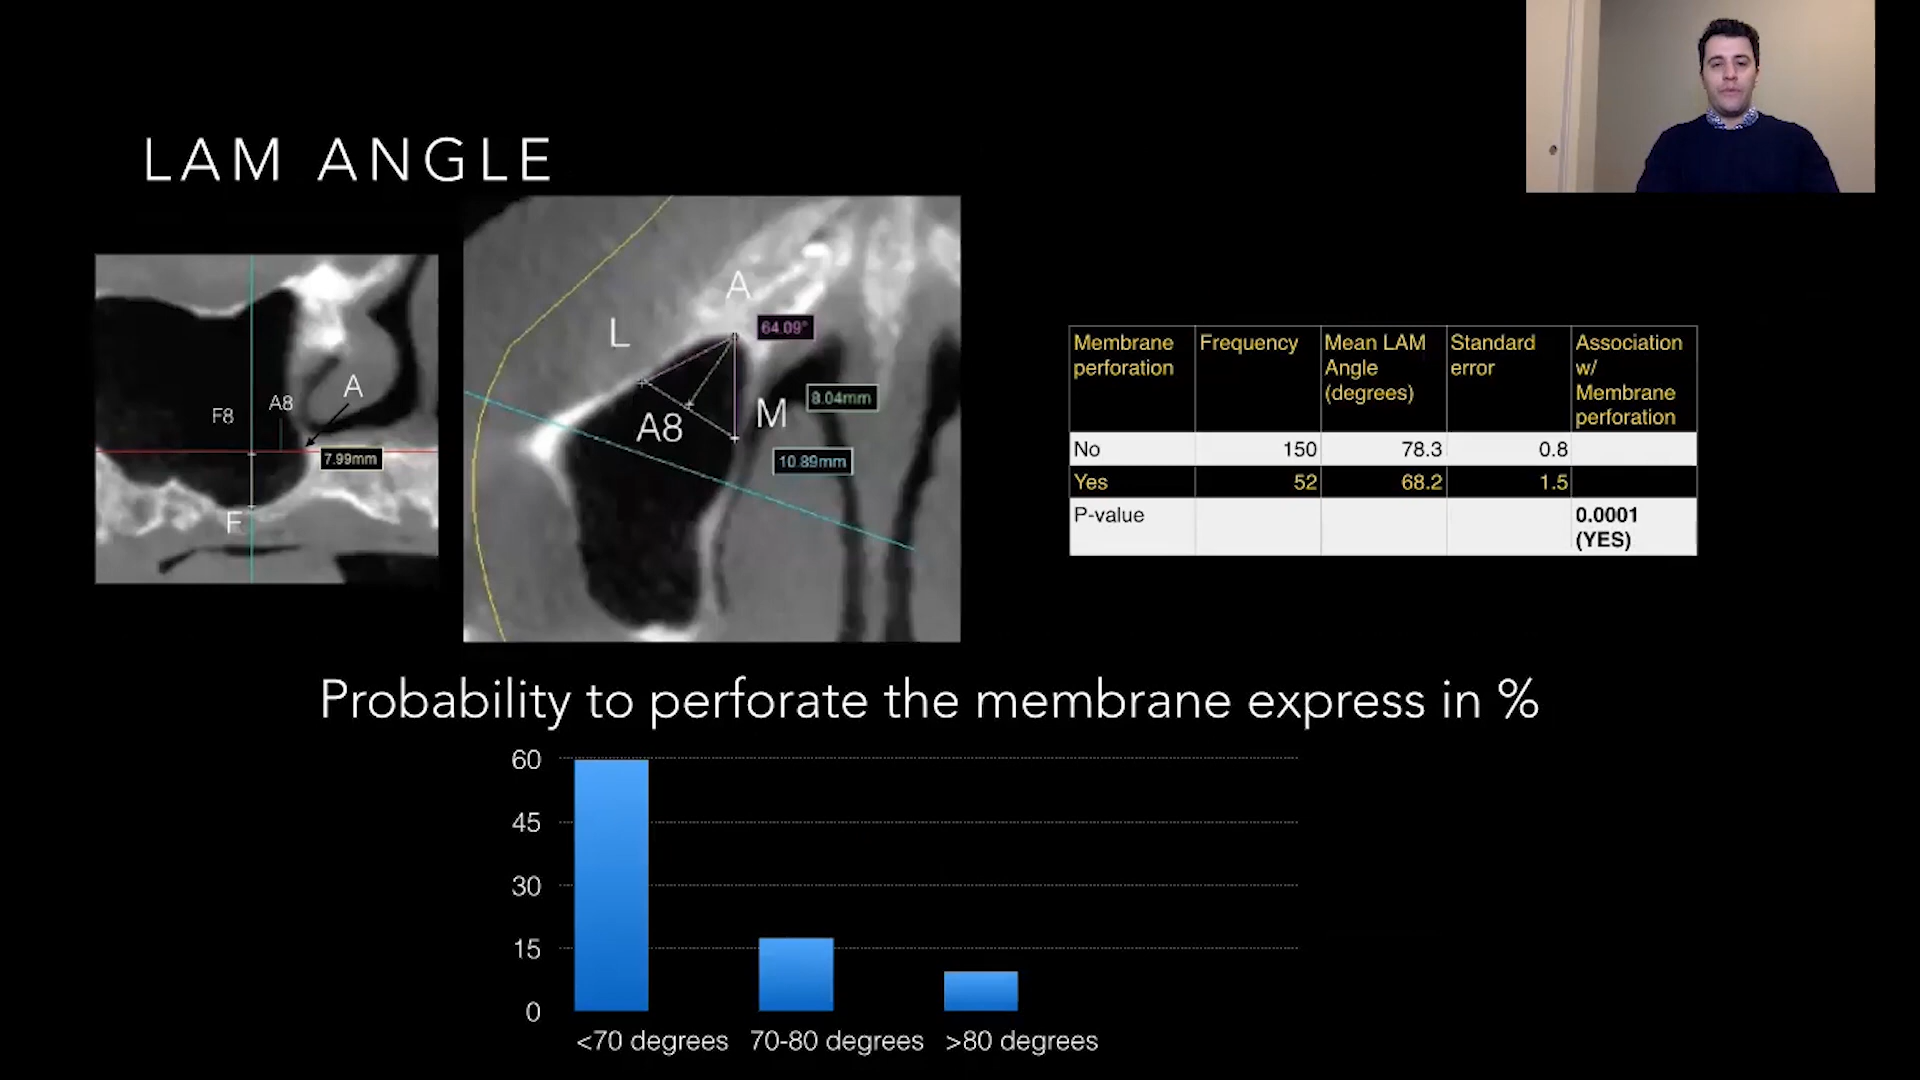 LAM ANGLE
F8
A8
A
7.99mm
F
A
L
64.09°
8.04mm
M
A8
10.89mm
Membrane perforation Frequency Mean LAM Angle (degrees) Standard error Association w/ Membrane perforation
No 150 78.3 0.8
Yes 52 68.2 1.5
P-value 0.0001 (YES)
Probability to perforate the membrane express in %
60
45
30
15
0
<70 degrees 70-80 degrees >80 degrees